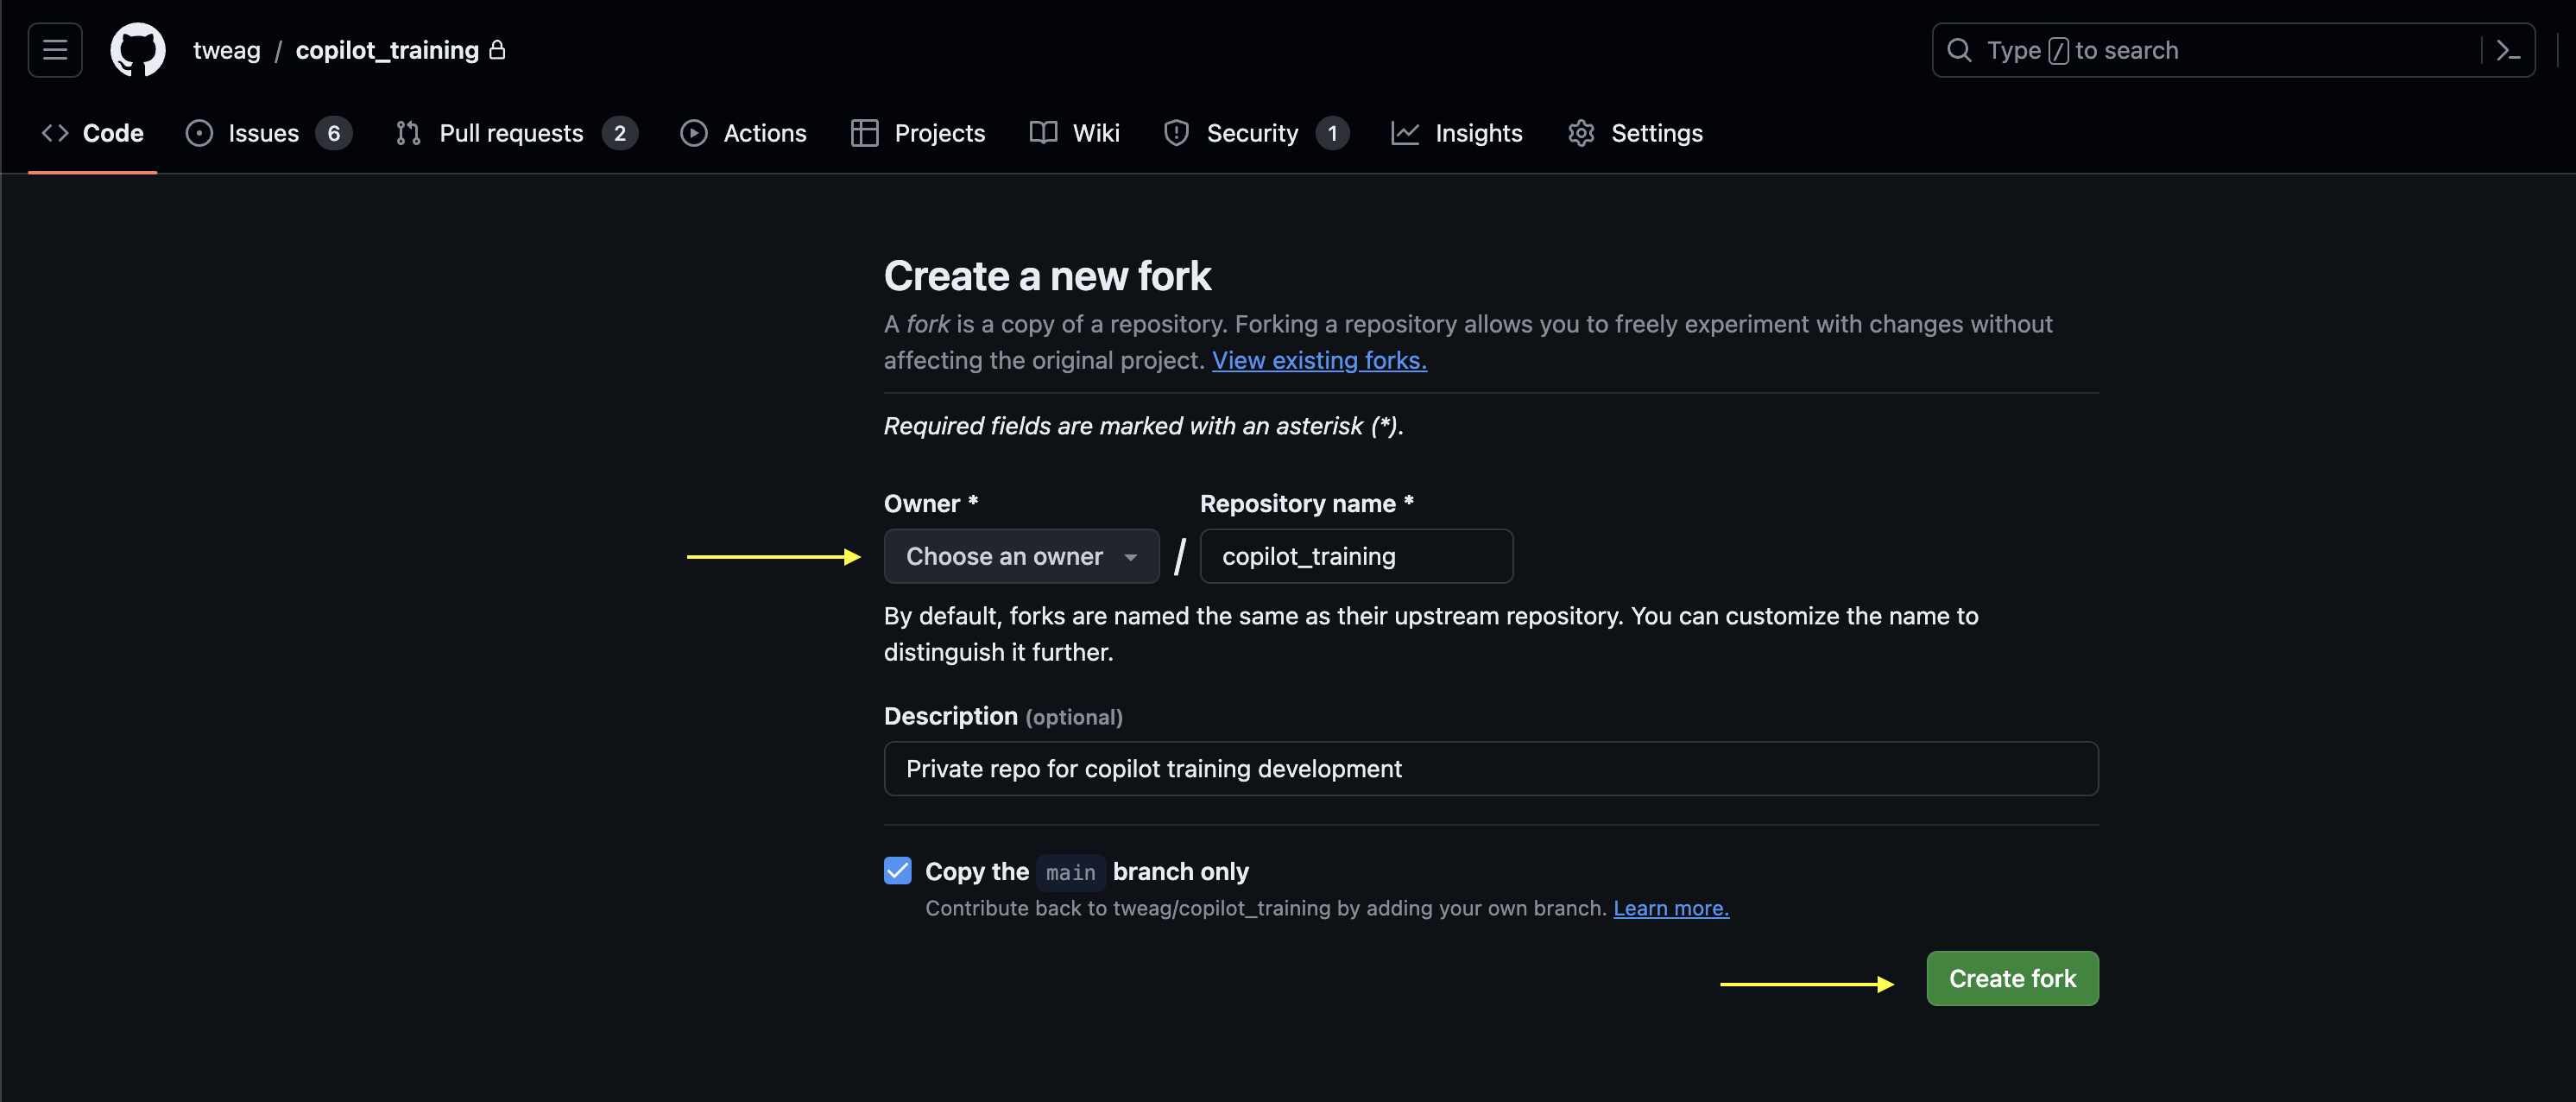 tweag / copilot_training
Type / to search
Code Issues 6 Pull requests 2 Actions Projects Wiki Security 1 Insights Settings
Create a new fork
A fork is a copy of a repository. Forking a repository allows you to freely experiment with changes without
affecting the original project. View existing forks.
Required fields are marked with an asterisk (*).
Owner * Repository name *
Choose an owner / copilot_training
By default, forks are named the same as their upstream repository. You can customize the name to
distinguish it further.
Description (optional)
Private repo for copilot training development
Copy the main branch only
Contribute back to tweag/copilot_training by adding your own branch. Learn more.
Create fork